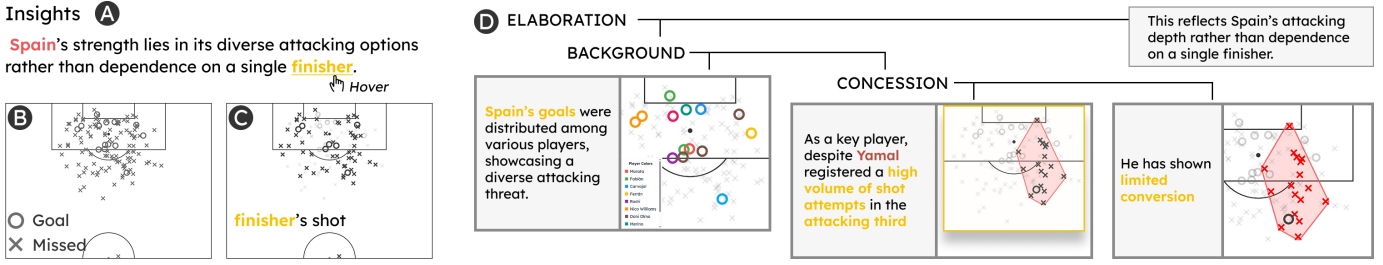 Insights A
Spain's strength lies in its diverse attacking options
rather than dependence on a single finisher.
Hover
B
Goal
Missed
C
finisher's shot
D ELABORATION
This reflects Spain's attacking
depth rather than dependence
on a single finisher.
BACKGROUND
CONCESSION
Spain's goals were
distributed among
various players,
showcasing a
diverse attacking
threat.
Player Colors
Morata
Fabián
Carvajal
Ferrán
Rodri
Nico Williams
Dani Olmo
Merino
As a key player,
despite Yamal
registered a high
volume of shot
attempts in the
attacking third
He has shown
limited
conversion